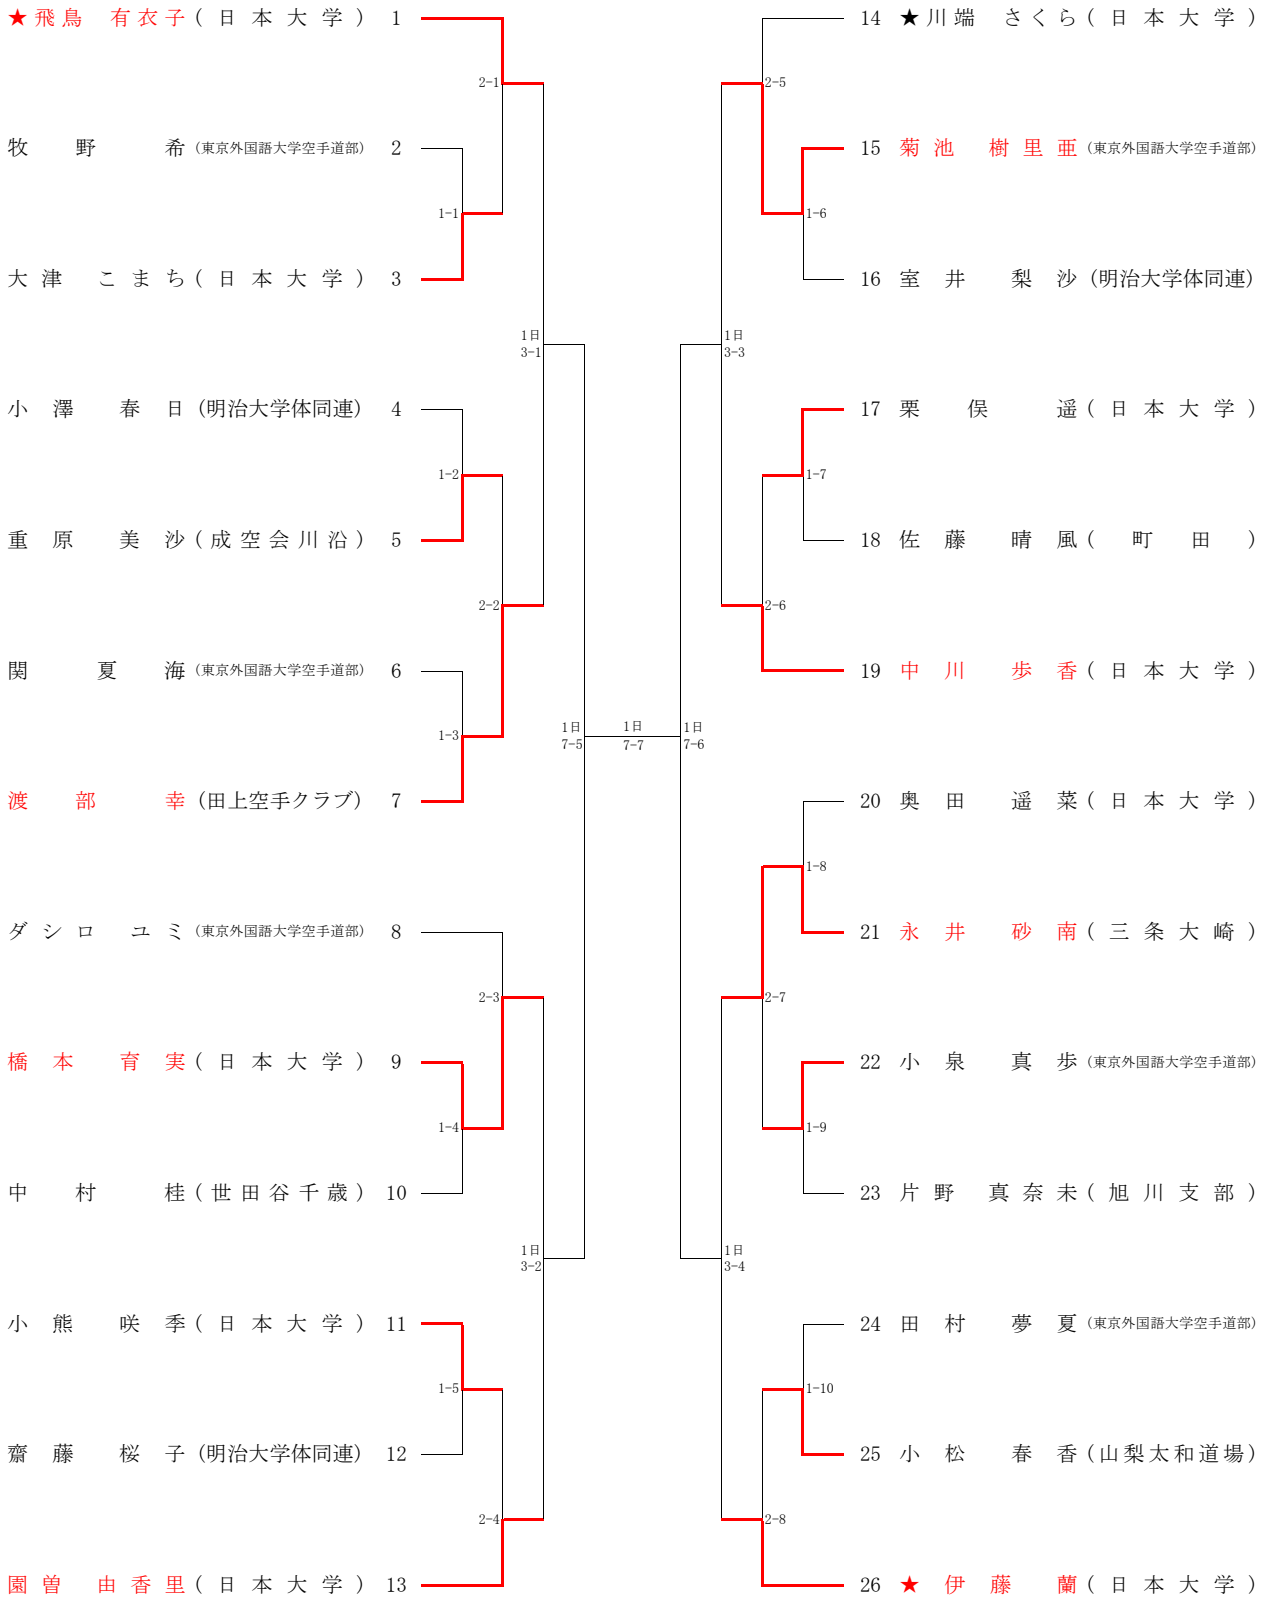 ★飛鳥 有衣子(日本大学) 1
2-1
牧野 希(東京外国語大学空手道部) 2
1-1
大津 こまち(日本大学) 3
1日
3-1
小澤 春日(明治大学体同連) 4
1-2
重原 美沙(成空会川沿) 5
2-2
関 夏海(東京外国語大学空手道部) 6
1-3
1日
7-5
渡部 幸(田上空手クラブ) 7
ダシロ ユミ(東京外国語大学空手道部) 8
2-3
橋本 育実(日本大学) 9
1-4
中村 桂(世田谷千歳) 10
1日
3-2
小熊 咲季(日本大学) 11
1-5
齋藤 桜子(明治大学体同連) 12
2-4
園曽 由香里(日本大学) 13
1日
7-7
14 ★川端 さくら(日本大学)
2-5
15 菊池 樹里亜(東京外国語大学空手道部)
1-6
16 室井 梨沙(明治大学体同連)
1日
3-3
17 栗俣 遥(日本大学)
1-7
18 佐藤 晴風(町田)
2-6
19 中川 歩香(日本大学)
1日
7-6
20 奥田 遥菜(日本大学)
1-8
21 永井 砂南(三条大崎)
2-7
22 小泉 真歩(東京外国語大学空手道部)
1-9
23 片野 真奈未(旭川支部)
1日
3-4
24 田村 夢夏(東京外国語大学空手道部)
1-10
25 小松 春香(山梨太和道場)
2-8
26 ★伊藤 蘭(日本大学)